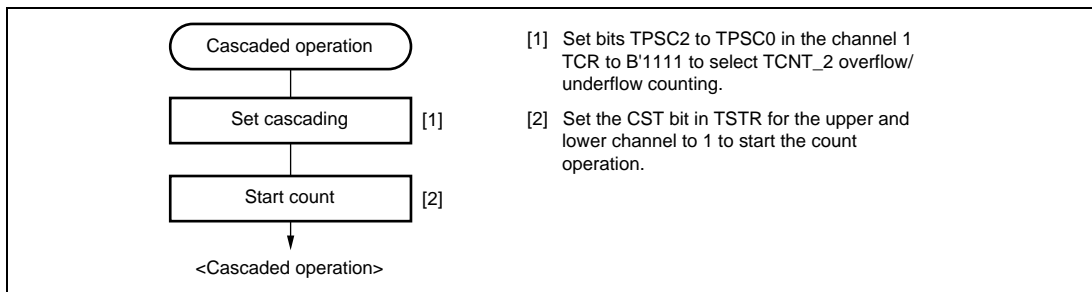 Cascaded operation
Set cascading
[1]
Start count
[2]
<Cascaded operation>
[1] Set bits TPSC2 to TPSC0 in the channel 1
TCR to B'1111 to select TCNT_2 overflow/
underflow counting.
[2] Set the CST bit in TSTR for the upper and
lower channel to 1 to start the count
operation.